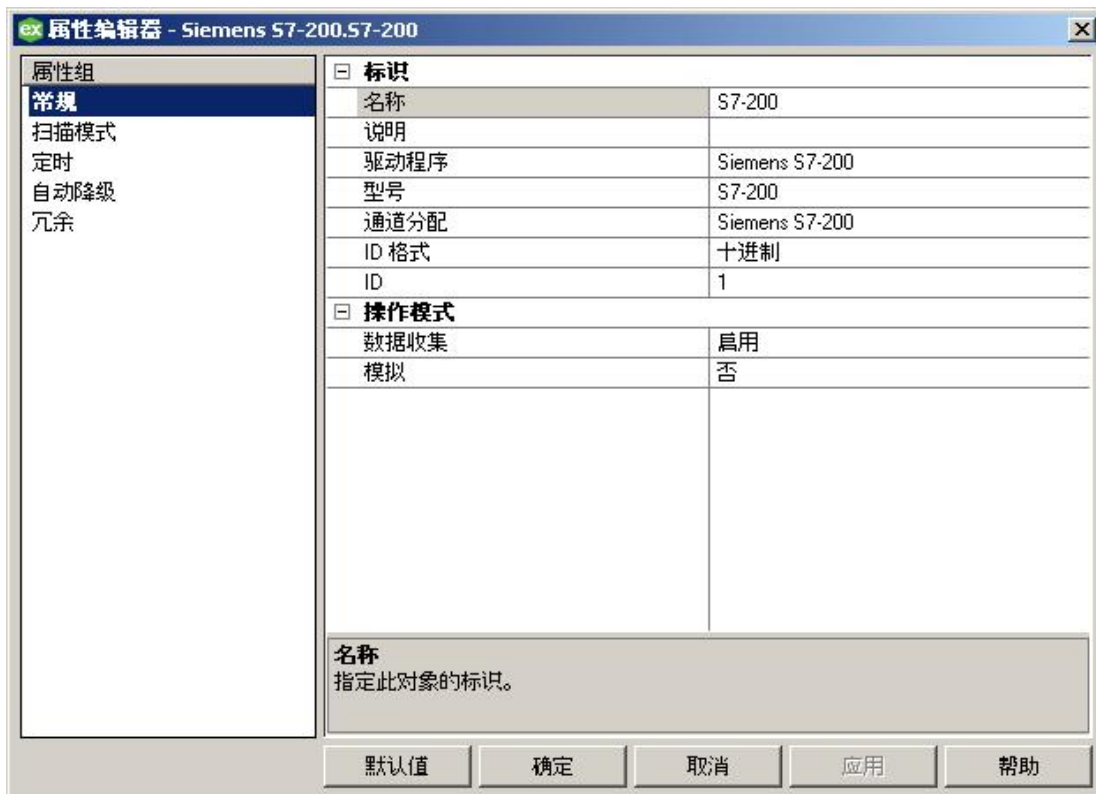 ex 属性编辑器 - Siemens S7-200.S7-200
属性组
常规
扫描模式
定时
自动降级
冗余
标识
名称 S7-200
说明
驱动程序 Siemens S7-200
型号 S7-200
通道分配 Siemens S7-200
ID 格式 十进制
ID 1
操作模式
数据收集 启用
模拟 否
名称
指定此对象的标识。
默认值 确定 取消 应用 帮助